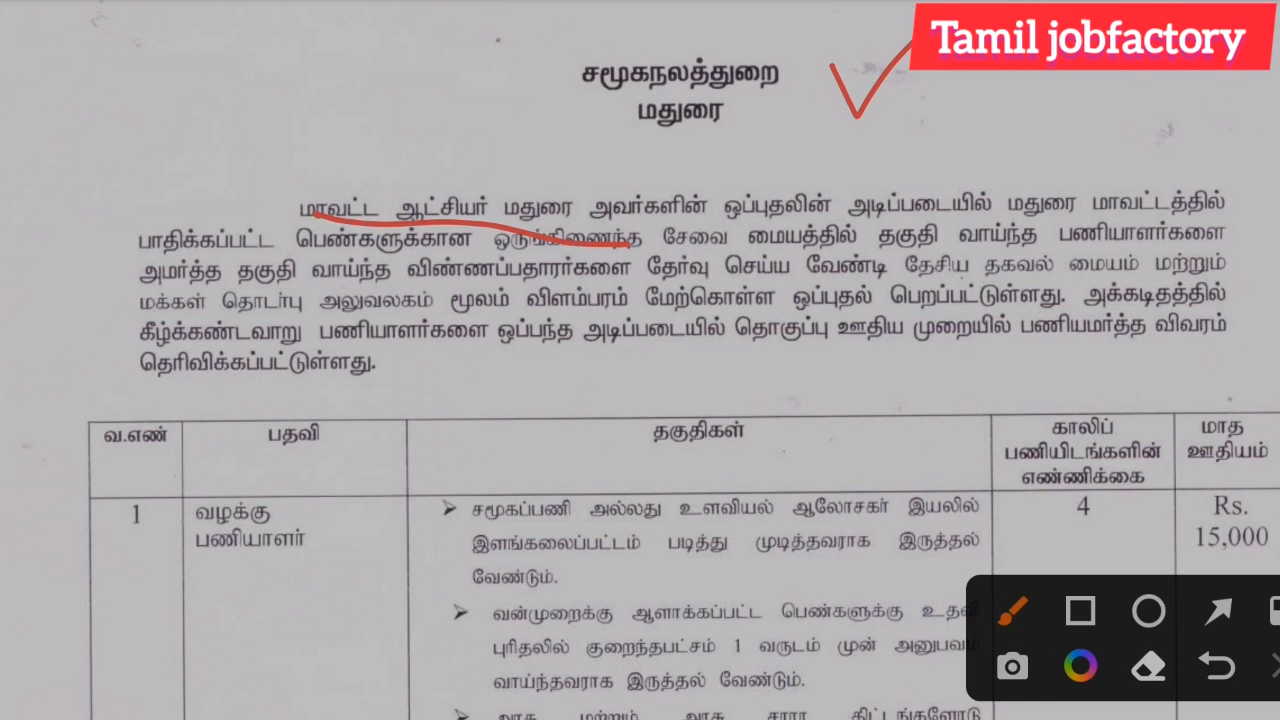 Tamil jobfactory
சமூகநலத்துறை
மதுரை
மாவட்ட ஆட்சியர் மதுரை அவர்களின் ஒப்புதலின் அடிப்படையில் மதுரை மாவட்டத்தில்
பாதிக்கப்பட்ட பெண்களுக்கான ஒருங்கிணைந்த சேவை மையத்தில் தகுதி வாய்ந்த பணியாளர்களை
அமர்த்த தகுதி வாய்ந்த விண்ணப்பதாரர்களை தேர்வு செய்ய வேண்டி தேசிய தகவல் மையம் மற்றும்
மக்கள் தொடர்பு அலுவலகம் மூலம் விளம்பரம் மேற்கொள்ள ஒப்புதல் பெறப்பட்டுள்ளது. அக்கடிதத்தில்
கீழ்க்கண்டவாறு பணியாளர்களை ஒப்பந்த அடிப்படையில் தொகுப்பு ஊதிய முறையில் பணியமர்த்த விவரம்
தெரிவிக்கப்பட்டுள்ளது.
வ.எண் பதவி தகுதிகள் காலிப் பணியிடங்களின் எண்ணிக்கை மாத ஊதியம்
1 வழக்கு பணியாளர் 4 Rs. 15,000
சமூகப்பணி அல்லது உளவியல் ஆலோசகர் இயலில்
இளங்கலைப்பட்டம் படித்து முடித்தவராக இருத்தல்
வேண்டும்.
வன்முறைக்கு ஆளாக்கப்பட்ட பெண்களுக்கு உதவி
புரிதலில் குறைந்தபட்சம் 1 வருடம் முன் அனுபவம்
வாய்ந்தவராக இருத்தல் வேண்டும்.